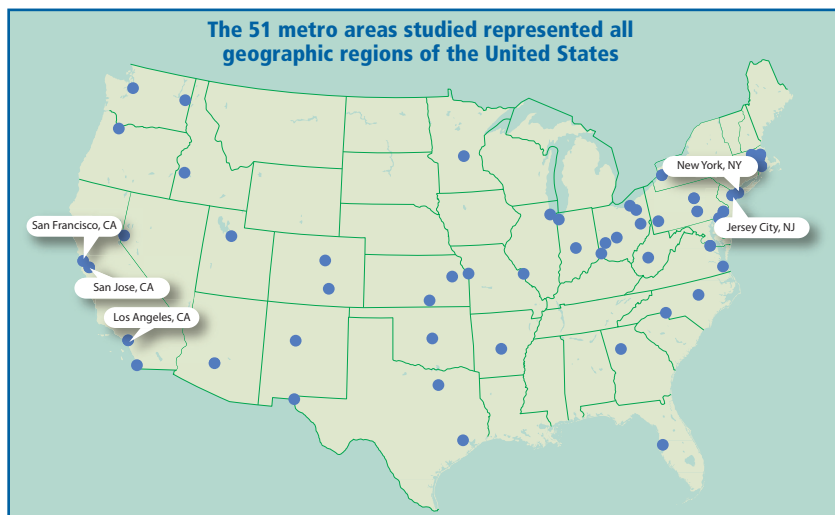 The 51 metro areas studied represented all
geographic regions of the United States
New York, NY
San Francisco, CA
Jersey City, NJ
San Jose, CA
Los Angeles, CA